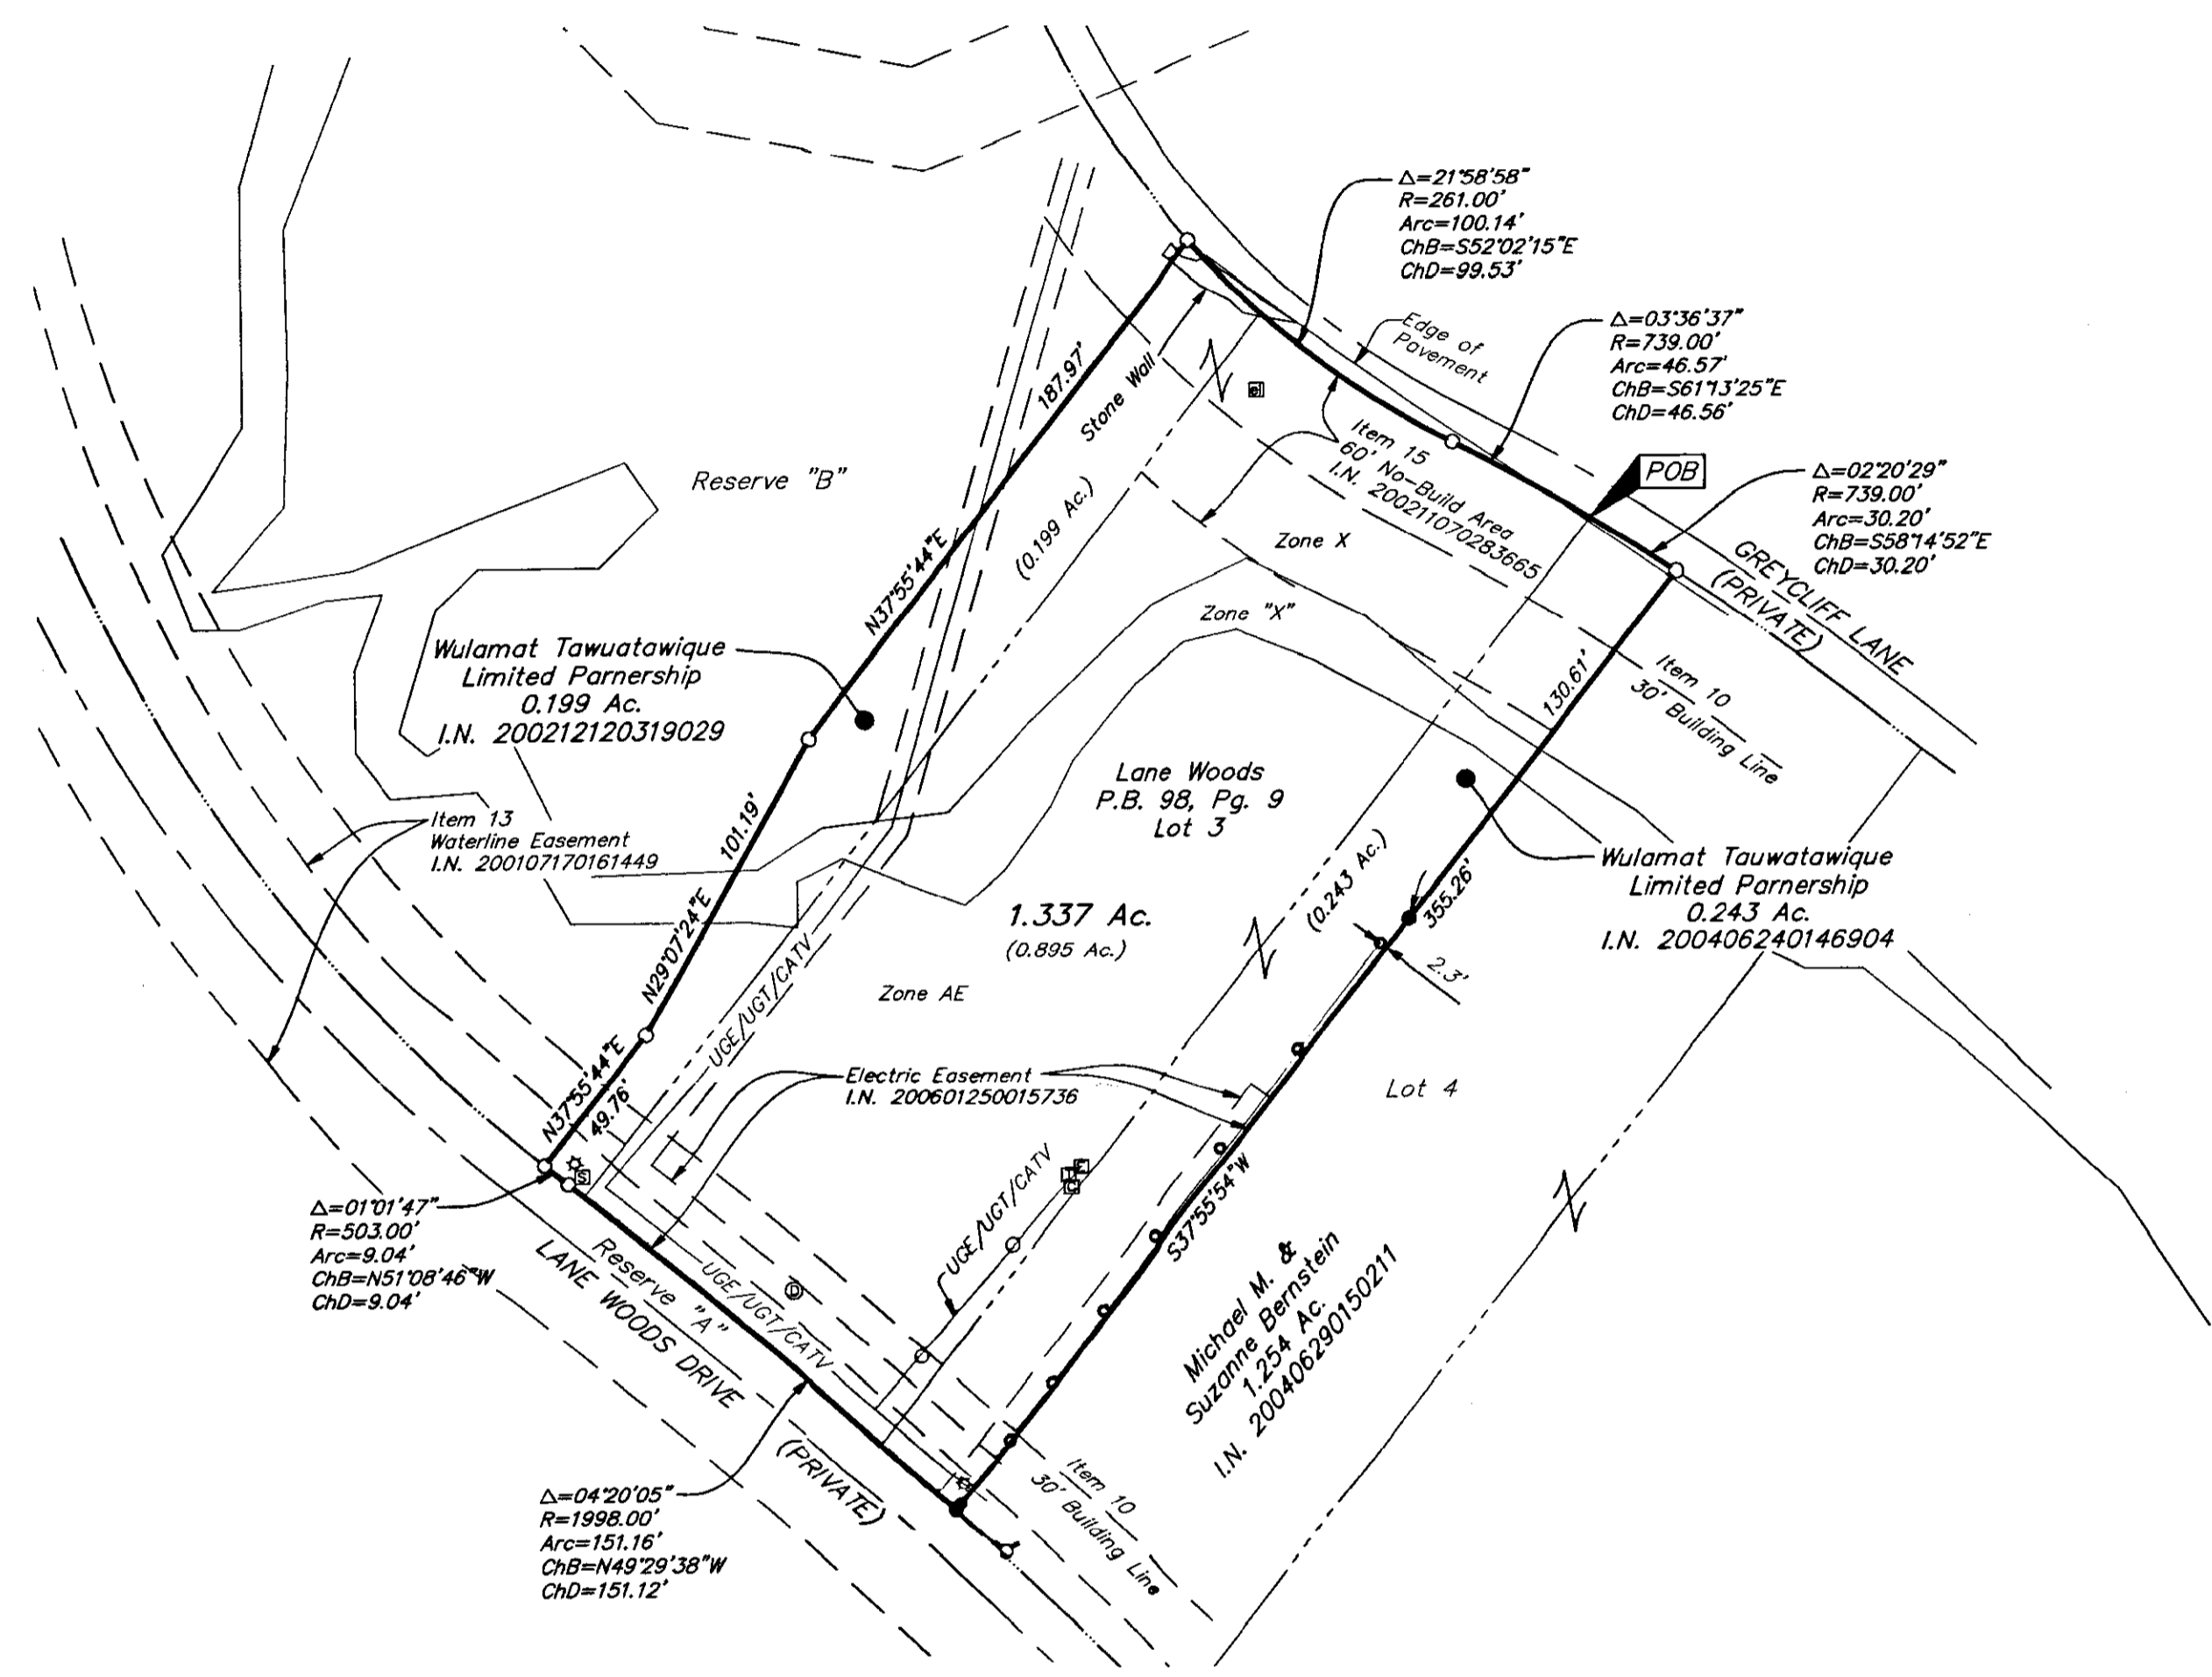 Δ=21°58'58"
R=261.00'
Arc=100.14'
ChB=S52°02'15"E
ChD=99.53'
Δ=03°36'37"
R=739.00'
Arc=46.57'
ChB=S61°13'25"E
ChD=46.56'
Edge of
Pavement
187.97'
Stone Wall
Item 15
60' No-Build Area
I.N. 200211070283665
POB
Δ=02°20'29"
R=739.00'
Arc=30.20'
ChB=S58°14'52"E
ChD=30.20'
GREYCLIFF LANE
(PRIVATE)
Reserve "B"
N37°55'44"E
(0.199 Ac.)
Zone X
Zone "X"
Wulamat Tawuatawique
Limited Parnership
0.199 Ac.
I.N. 200212120319029
130.61'
Item 10
30' Building Line
Lane Woods
P.B. 98, Pg. 9
Lot 3
Item 13
Waterline Easement
I.N. 200107170161449
101.19'
N29°07'24"E
1.337 Ac.
(0.895 Ac.)
(0.243 Ac.)
355.26'
Wulamat Tauwatawique
Limited Parnership
0.243 Ac.
I.N. 200406240146904
2.3'
Zone AE
UGE/UGT/CATV
Electric Easement
I.N. 200601250015736
Lot 4
N37°55'44"E
49.76'
S
E
T
C
UGE/UGT/CATV
S37°55'54"W
Δ=01°01'47"
R=503.00'
Arc=9.04'
ChB=N51°08'46"W
ChD=9.04'
Reserve "A"
LANE WOODS DRIVE
(PRIVATE)
UGE/UGT/CATV
D
Michael M. &
Suzanne Bernstein
1.254 Ac.
I.N. 200406290150211
Δ=04°20'05"
R=1998.00'
Arc=151.16'
ChB=N49°29'38"W
ChD=151.12'
Item 10
30' Building Line